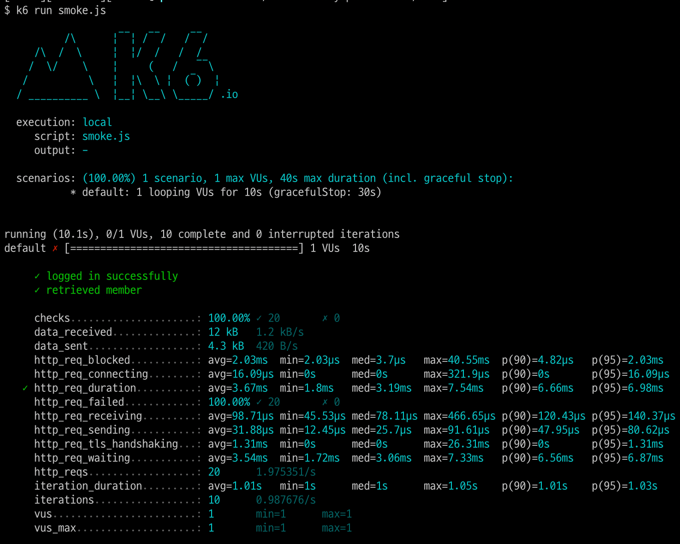 $ k6 run smoke.js
.io
execution: local
script: smoke.js
output: -
scenarios: (100.00%) 1 scenario, 1 max VUs, 40s max duration (incl. graceful stop):
* default: 1 looping VUs for 10s (gracefulStop: 30s)
running (10.1s), 0/1 VUs, 10 complete and 0 interrupted iterations
default ✗ [======================================] 1 VUs  10s
✓ logged in successfully
✓ retrieved member
checks.....................: 100.00% ✓ 20 ✗ 0
data_received..............: 12 kB 1.2 kB/s
data_sent..................: 4.3 kB 420 B/s
http_req_blocked...........: avg=2.03ms min=2.03µs med=3.7µs max=40.55ms p(90)=4.82µs p(95)=2.03ms
http_req_connecting........: avg=16.09µs min=0s med=0s max=321.9µs p(90)=0s p(95)=16.09µs
✓ http_req_duration..........: avg=3.67ms min=1.8ms med=3.19ms max=7.54ms p(90)=6.66ms p(95)=6.98ms
http_req_failed............: 100.00% ✓ 20 ✗ 0
http_req_receiving.........: avg=98.71µs min=45.53µs med=78.11µs max=466.65µs p(90)=120.43µs p(95)=140.37µs
http_req_sending...........: avg=31.88µs min=12.45µs med=25.7µs max=91.61µs p(90)=47.95µs p(95)=80.62µs
http_req_tls_handshaking...: avg=1.31ms min=0s med=0s max=26.31ms p(90)=0s p(95)=1.31ms
http_req_waiting...........: avg=3.54ms min=1.72ms med=3.06ms max=7.33ms p(90)=6.56ms p(95)=6.87ms
http_reqs..................: 20 1.975351/s
iteration_duration.........: avg=1.01s min=1s med=1s max=1.05s p(90)=1.01s p(95)=1.03s
iterations.................: 10 0.987676/s
vus........................: 1 min=1 max=1
vus_max....................: 1 min=1 max=1